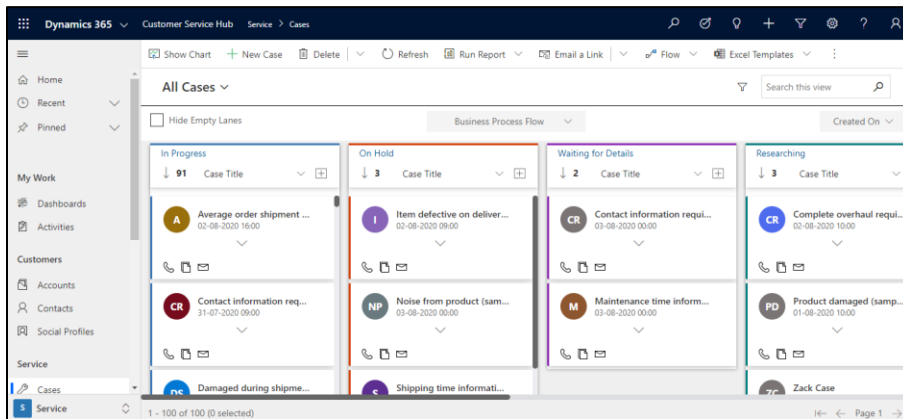 Dynamics 365 Customer Service Hub Service > Cases
Show Chart New Case Delete Refresh Run Report Email a Link Flow Excel Templates
Home
Recent
Pinned
My Work
Dashboards
Activities
Customers
Accounts
Contacts
Social Profiles
Service
Cases
S Service
All Cases
Search this view
Hide Empty Lanes Business Process Flow Created On
In Progress
91 Case Title
A Average order shipment ...
02-08-2020 16:00
CR Contact information req...
31-07-2020 09:00
DS Damaged during shipme...
On Hold
3 Case Title
I Item defective on deliver...
02-08-2020 09:00
NP Noise from product (sam...
03-08-2020 00:00
S Shipping time informati...
Waiting for Details
2 Case Title
CR Contact information requi...
03-08-2020 00:00
M Maintenance time inform...
03-08-2020 00:00
Researching
3 Case Title
CR Complete overhaul requi...
02-08-2020 10:00
PD Product damaged (samp...
01-08-2020 10:00
ZC Zack Case
1 - 100 of 100 (0 selected) Page 1